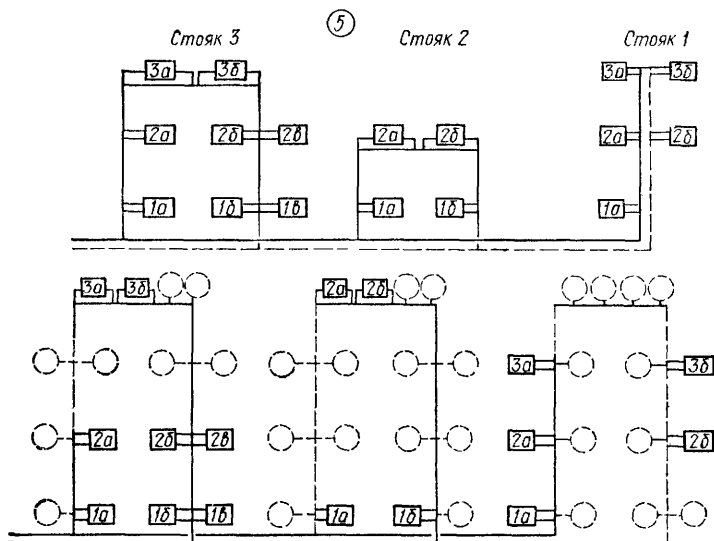 5
Стояк 3 Стояк 2 Стояк 1
3а 3б 3а 3б
2а 2б 2в 2а 2б 2а 2б
1а 1б 1в 1а 1б 1а
3а 3б 2а 2б
3а 3б
2а 2б 2в 2а 2б
1а 1б 1в 1а 1б 1а